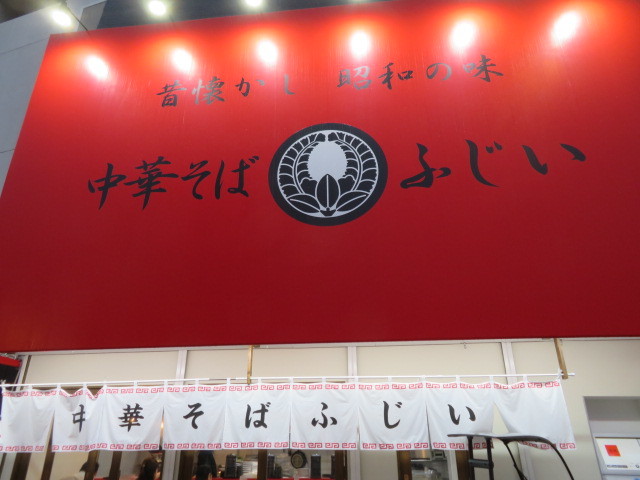 昔懐かし 昭和の味
中華そば ふじい
中華そばふじい